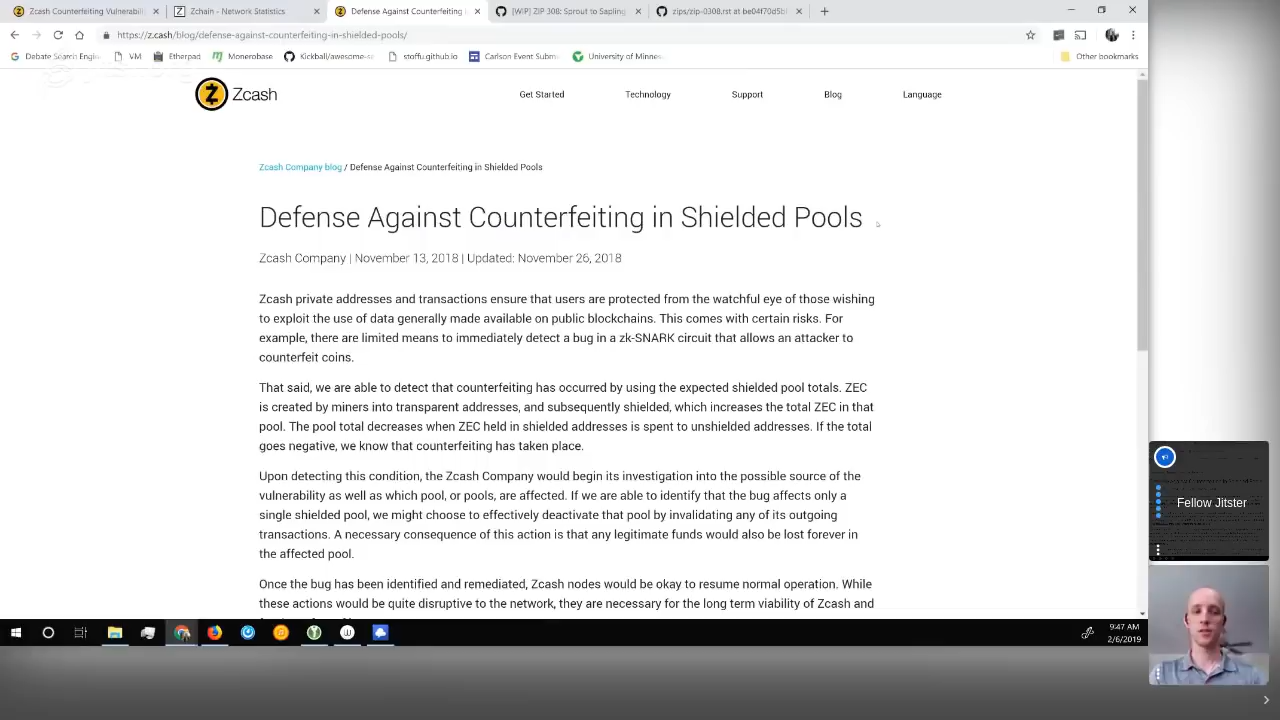 Zcash Counterfeiting Vulnerabili
Zchain - Network Statistics
Defense Against Counterfeiting i
[WIP] ZIP 308: Sprout to Sapling
zips/zip-0308.rst at be04f70d5bf
https://z.cash/blog/defense-against-counterfeiting-in-shielded-pools/
Debate Search Engin
VM
Etherpad
Monerobase
Kickball/awesome-se
stoffu.github.io
Carlson Event Subm
University of Minnes
Other bookmarks
Zcash
Get Started
Technology
Support
Blog
Language
Zcash Company blog / Defense Against Counterfeiting in Shielded Pools
Defense Against Counterfeiting in Shielded Pools
Zcash Company | November 13, 2018 | Updated: November 26, 2018
Zcash private addresses and transactions ensure that users are protected from the watchful eye of those wishing
to exploit the use of data generally made available on public blockchains. This comes with certain risks. For
example, there are limited means to immediately detect a bug in a zk-SNARK circuit that allows an attacker to
counterfeit coins.
That said, we are able to detect that counterfeiting has occurred by using the expected shielded pool totals. ZEC
is created by miners into transparent addresses, and subsequently shielded, which increases the total ZEC in that
pool. The pool total decreases when ZEC held in shielded addresses is spent to unshielded addresses. If the total
goes negative, we know that counterfeiting has taken place.
Upon detecting this condition, the Zcash Company would begin its investigation into the possible source of the
vulnerability as well as which pool, or pools, are affected. If we are able to identify that the bug affects only a
single shielded pool, we might choose to effectively deactivate that pool by invalidating any of its outgoing
transactions. A necessary consequence of this action is that any legitimate funds would also be lost forever in
the affected pool.
Once the bug has been identified and remediated, Zcash nodes would be okay to resume normal operation. While
these actions would be quite disruptive to the network, they are necessary for the long term viability of Zcash and
Fellow Jitster
9:47 AM
2/6/2019